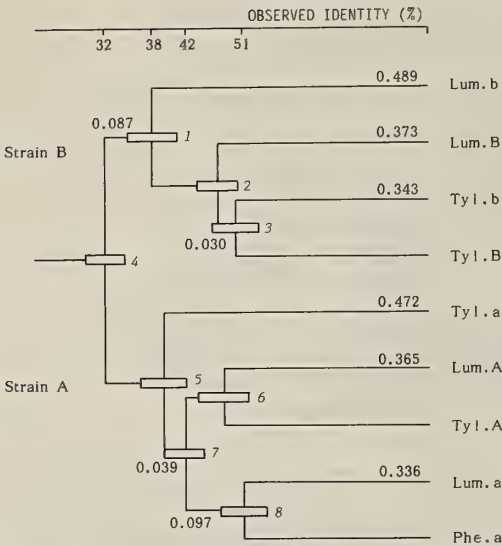 OBSERVED IDENTITY (%)
32 38 42 51
0.489 Lum.b
0.087 1
Strain B
0.373 Lum.B
2
0.343 Tyl.b
3
0.030
Tyl.B
4
0.472 Tyl.a
0.365 Lum.A
Strain A 5
6
Tyl.A
7
0.039
0.336 Lum.a
8
0.097
Phe.a